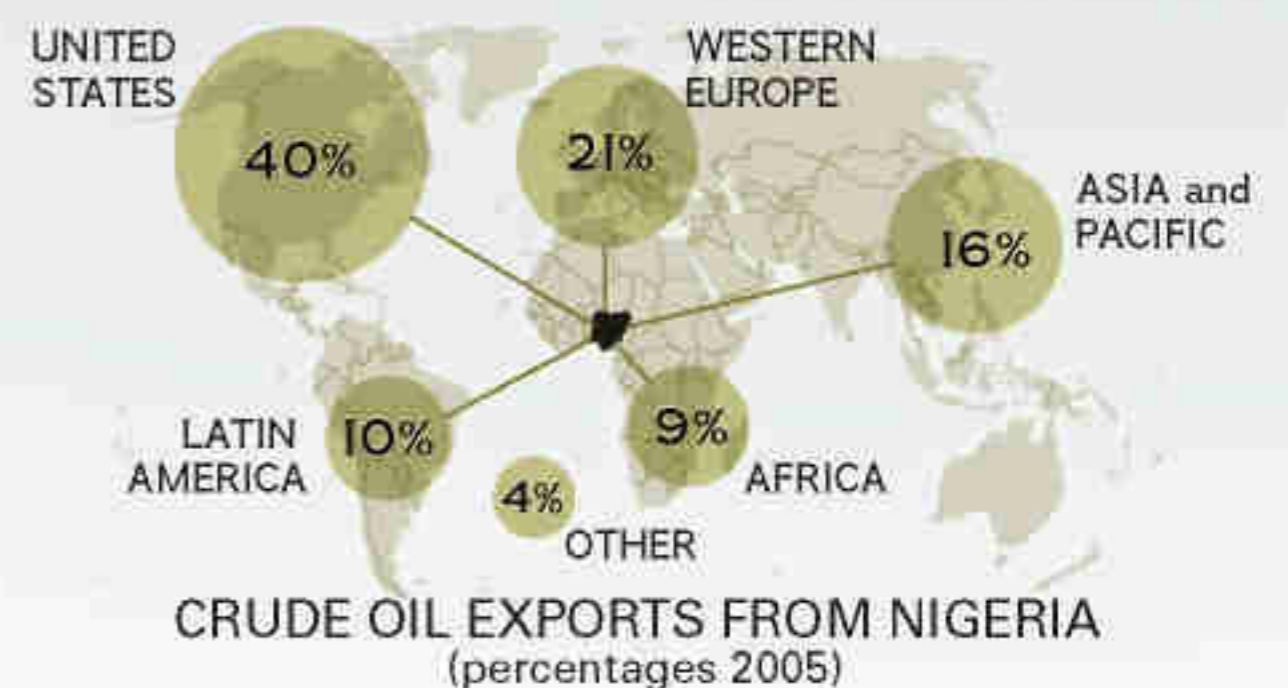 UNITED
STATES
40%
WESTERN
EUROPE
21%
ASIA and
PACIFIC
16%
LATIN
AMERICA
10%
9%
AFRICA
4%
OTHER
CRUDE OIL EXPORTS FROM NIGERIA
(percentages 2005)